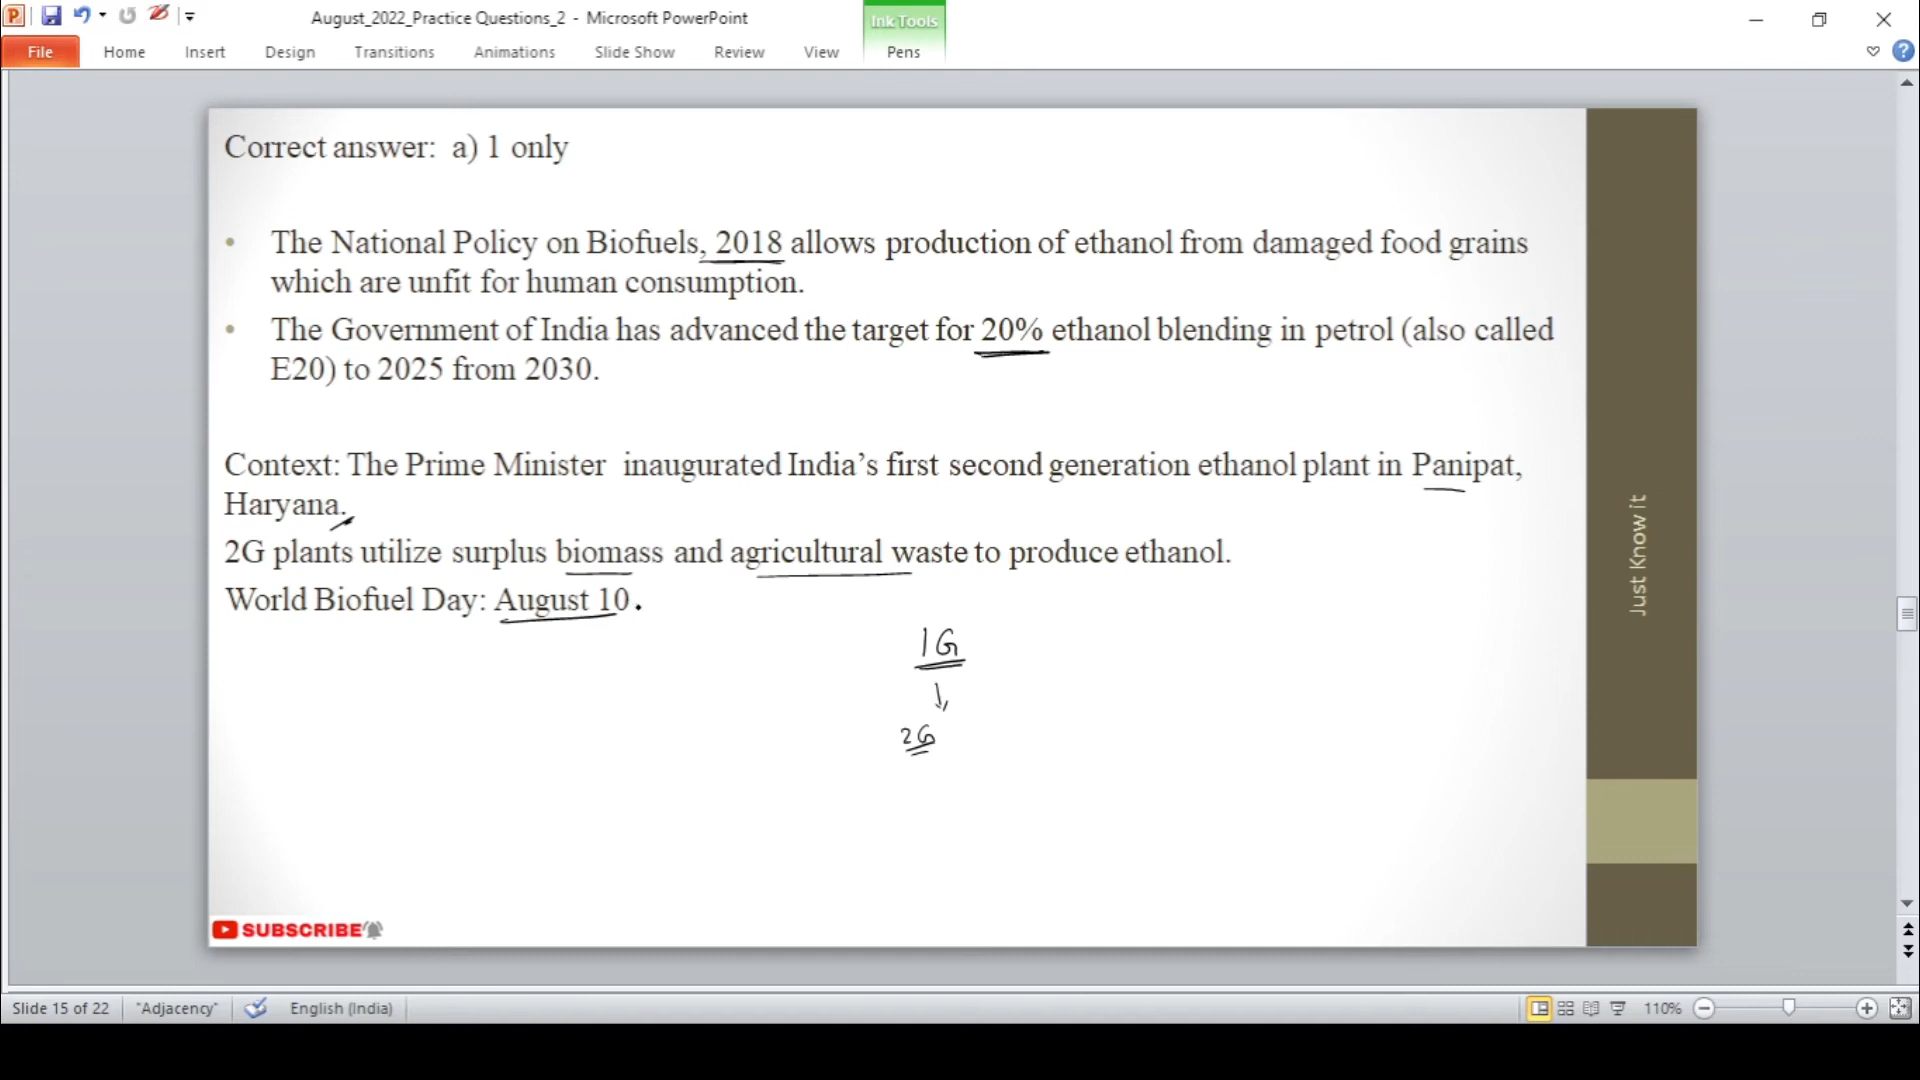 August_2022_Practice Questions_2 - Microsoft PowerPoint
Ink Tools
File Home Insert Design Transitions Animations Slide Show Review View Pens
Correct answer: a) 1 only
• The National Policy on Biofuels, 2018 allows production of ethanol from damaged food grains
which are unfit for human consumption.
• The Government of India has advanced the target for 20% ethanol blending in petrol (also called
E20) to 2025 from 2030.
Context: The Prime Minister inaugurated India’s first second generation ethanol plant in Panipat,
Haryana.
2G plants utilize surplus biomass and agricultural waste to produce ethanol.
World Biofuel Day: August 10.
1G
↓
2G
Just Know it
SUBSCRIBE
Slide 15 of 22 "Adjacency" English (India) 110%